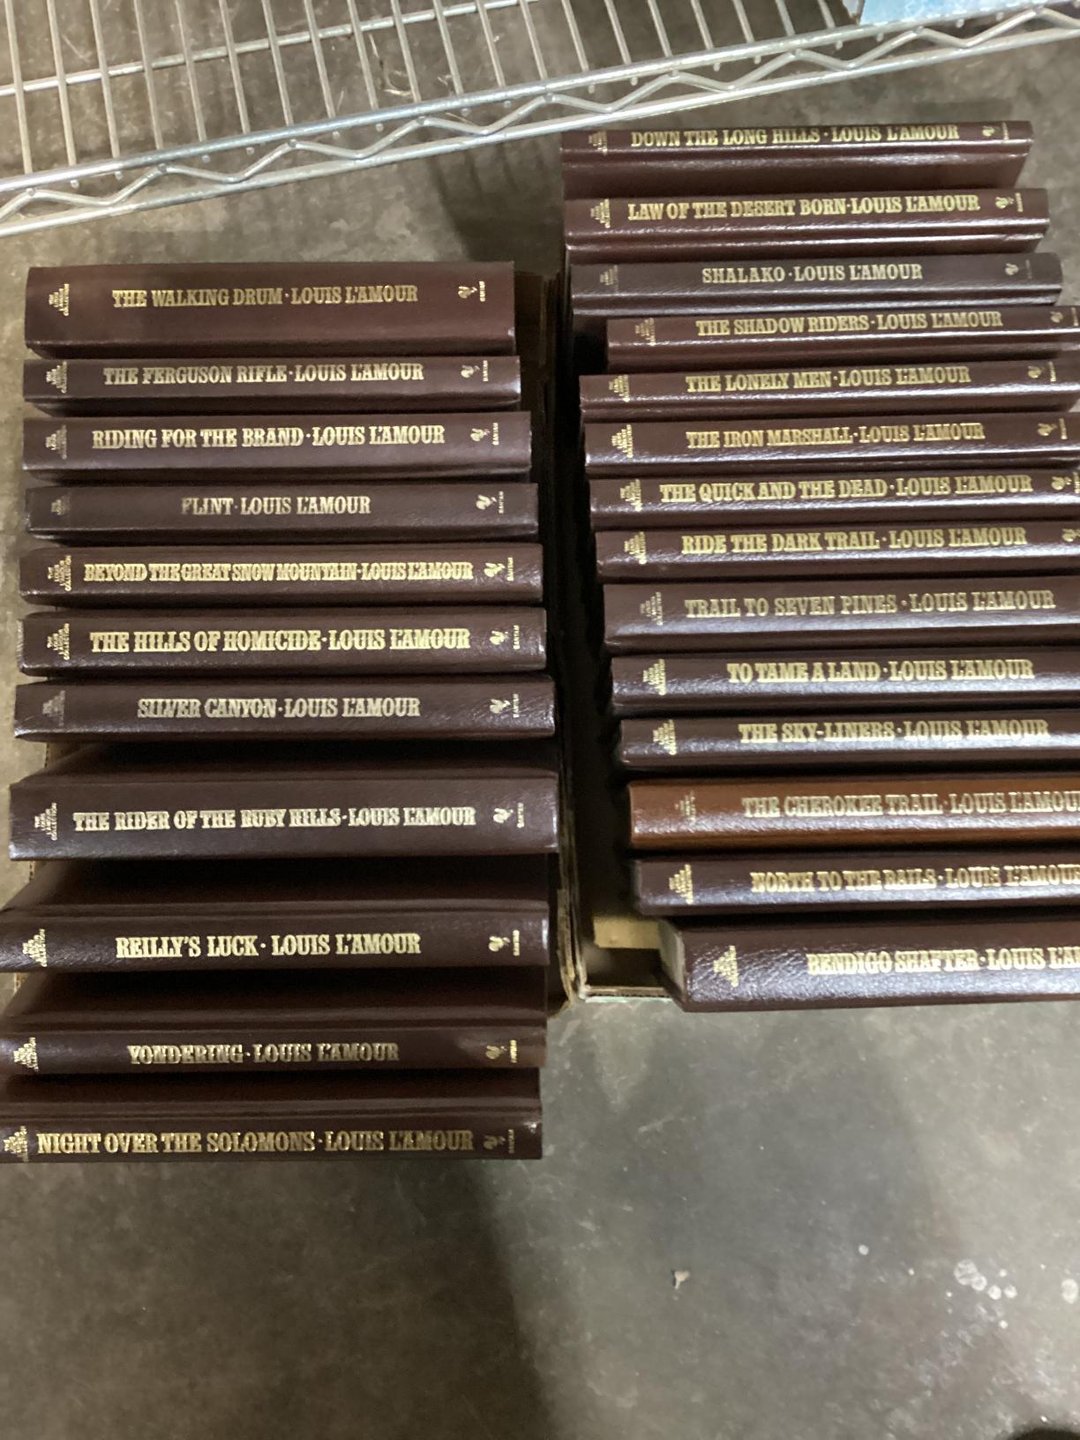 THE WALKING DRUM · LOUIS L'AMOUR
THE FERGUSON RIFLE · LOUIS L'AMOUR
RIDING FOR THE BRAND · LOUIS L'AMOUR
FLINT · LOUIS L'AMOUR
BEYOND THE GREAT SNOW MOUNTAIN · LOUIS L'AMOUR
THE HILLS OF HOMICIDE · LOUIS L'AMOUR
SILVER CANYON · LOUIS L'AMOUR
THE RIDER OF THE RUBY HILLS · LOUIS L'AMOUR
REILLY'S LUCK · LOUIS L'AMOUR
YONDERING · LOUIS L'AMOUR
NIGHT OVER THE SOLOMONS · LOUIS L'AMOUR
DOWN THE LONG HILLS · LOUIS L'AMOUR
LAW OF THE DESERT BORN · LOUIS L'AMOUR
SHALAKO · LOUIS L'AMOUR
THE SHADOW RIDERS · LOUIS L'AMOUR
THE LONELY MEN · LOUIS L'AMOUR
THE IRON MARSHALL · LOUIS L'AMOUR
THE QUICK AND THE DEAD · LOUIS L'AMOUR
RIDE THE DARK TRAIL · LOUIS L'AMOUR
TRAIL TO SEVEN PINES · LOUIS L'AMOUR
TO TAME A LAND · LOUIS L'AMOUR
THE SKY-LINERS · LOUIS L'AMOUR
THE CHEROKEE TRAIL · LOUIS L'AMOUR
NORTH TO THE RAILS · LOUIS L'AMOUR
BENDIGO SHAFTER · LOUIS L'AM